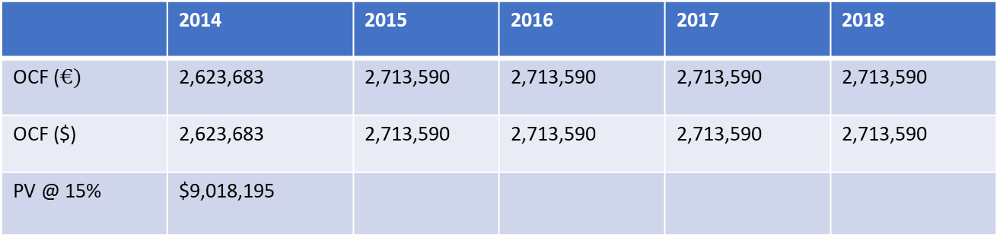 2014 2015 2016 2017 2018
OCF (€) 2,623,683 2,713,590 2,713,590 2,713,590 2,713,590
OCF ($) 2,623,683 2,713,590 2,713,590 2,713,590 2,713,590
PV @ 15% $9,018,195